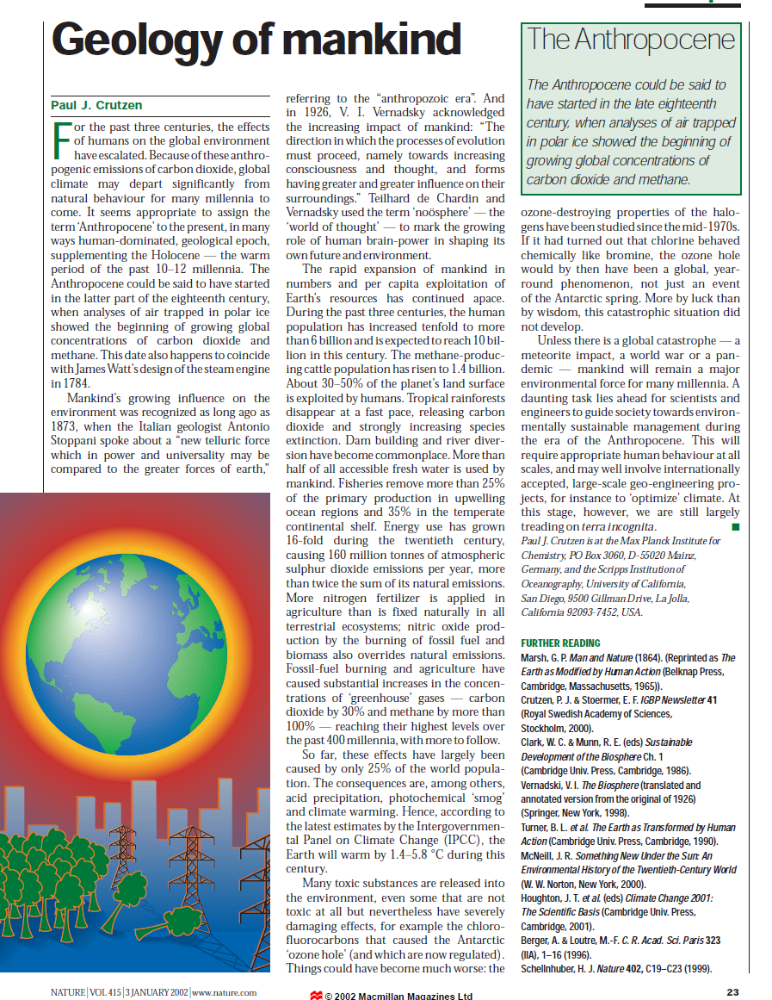 Geology of mankind
Paul J. Crutzen
For the past three centuries, the effects
of humans on the global environment
have escalated. Because of these anthro-
pogenic emissions of carbon dioxide, global
climate may depart significantly from
natural behaviour for many millennia to
come. It seems appropriate to assign the
term ‘Anthropocene’ to the present, in many
ways human-dominated, geological epoch,
supplementing the Holocene — the warm
period of the past 10–12 millennia. The
Anthropocene could be said to have started
in the latter part of the eighteenth century,
when analyses of air trapped in polar ice
showed the beginning of growing global
concentrations of carbon dioxide and
methane. This date also happens to coincide
with James Watt’s design of the steam engine
in 1784.
Mankind’s growing influence on the
environment was recognized as long ago as
1873, when the Italian geologist Antonio
Stoppani spoke about a “new telluric force
which in power and universality may be
compared to the greater forces of earth,”
referring to the “anthropozoic era”. And
in 1926, V. I. Vernadsky acknowledged
the increasing impact of mankind: “The
direction in which the processes of evolution
must proceed, namely towards increasing
consciousness and thought, and forms
having greater and greater influence on their
surroundings.” Teilhard de Chardin and
Vernadsky used the term ‘noösphere’ — the
‘world of thought’ — to mark the growing
role of human brain-power in shaping its
own future and environment.
The rapid expansion of mankind in
numbers and per capita exploitation of
Earth’s resources has continued apace.
During the past three centuries, the human
population has increased tenfold to more
than 6 billion and is expected to reach 10 bil-
lion in this century. The methane-produc-
ing cattle population has risen to 1.4 billion.
About 30–50% of the planet’s land surface
is exploited by humans. Tropical rainforests
disappear at a fast pace, releasing carbon
dioxide and strongly increasing species
extinction. Dam building and river diver-
sion have become commonplace. More than
half of all accessible fresh water is used by
mankind. Fisheries remove more than 25%
of the primary production in upwelling
ocean regions and 35% in the temperate
continental shelf. Energy use has grown
16-fold during the twentieth century,
causing 160 million tonnes of atmospheric
sulphur dioxide emissions per year, more
than twice the sum of its natural emissions.
More nitrogen fertilizer is applied in
agriculture than is fixed naturally in all
terrestrial ecosystems; nitric oxide prod-
uction by the burning of fossil fuel and
biomass also overrides natural emissions.
Fossil-fuel burning and agriculture have
caused substantial increases in the concen-
trations of ‘greenhouse’ gases — carbon
dioxide by 30% and methane by more than
100% — reaching their highest levels over
the past 400 millennia, with more to follow.
So far, these effects have largely been
caused by only 25% of the world popula-
tion. The consequences are, among others,
acid precipitation, photochemical ‘smog’
and climate warming. Hence, according to
the latest estimates by the Intergovernmen-
tal Panel on Climate Change (IPCC), the
Earth will warm by 1.4–5.8 °C during this
century.
Many toxic substances are released into
the environment, even some that are not
toxic at all but nevertheless have severely
damaging effects, for example the chloro-
fluorocarbons that caused the Antarctic
‘ozone hole’ (and which are now regulated).
Things could have become much worse: the
The Anthropocene
The Anthropocene could be said to
have started in the late eighteenth
century, when analyses of air trapped
in polar ice showed the beginning of
growing global concentrations of
carbon dioxide and methane.
ozone-destroying properties of the halo-
gens have been studied since the mid-1970s.
If it had turned out that chlorine behaved
chemically like bromine, the ozone hole
would by then have been a global, year-
round phenomenon, not just an event
of the Antarctic spring. More by luck than
by wisdom, this catastrophic situation did
not develop.
Unless there is a global catastrophe — a
meteorite impact, a world war or a pan-
demic — mankind will remain a major
environmental force for many millennia. A
daunting task lies ahead for scientists and
engineers to guide society towards environ-
mentally sustainable management during
the era of the Anthropocene. This will
require appropriate human behaviour at all
scales, and may well involve internationally
accepted, large-scale geo-engineering pro-
jects, for instance to ‘optimize’ climate. At
this stage, however, we are still largely
treading on terra incognita.
Paul J. Crutzen is at the Max Planck Institute for
Chemistry, PO Box 3060, D-55020 Mainz,
Germany, and the Scripps Institution of
Oceanography, University of California,
San Diego, 9500 Gillman Drive, La Jolla,
California 92093-7452, USA.
FURTHER READING
Marsh, G. P. Man and Nature (1864). (Reprinted as The
Earth as Modified by Human Action (Belknap Press,
Cambridge, Massachusetts, 1965)).
Crutzen, P. J. & Stoermer, E. F. IGBP Newsletter 41
(Royal Swedish Academy of Sciences,
Stockholm, 2000).
Clark, W. C. & Munn, R. E. (eds) Sustainable
Development of the Biosphere Ch. 1
(Cambridge Univ. Press, Cambridge, 1986).
Vernadski, V. I. The Biosphere (translated and
annotated version from the original of 1926)
(Springer, New York, 1998).
Turner, B. L. et al. The Earth as Transformed by Human
Action (Cambridge Univ. Press, Cambridge, 1990).
McNeill, J. R. Something New Under the Sun: An
Environmental History of the Twentieth-Century World
(W. W. Norton, New York, 2000).
Houghton, J. T. et al. (eds) Climate Change 2001:
The Scientific Basis (Cambridge Univ. Press,
Cambridge, 2001).
Berger, A. & Loutre, M.-F. C. R. Acad. Sci. Paris 323
(IIA), 1–16 (1996).
Schellnhuber, H. J. Nature 402, C19–C23 (1999).
NATURE | VOL 415 | 3 JANUARY 2002 | www.nature.com
© 2002 Macmillan Magazines Ltd
23